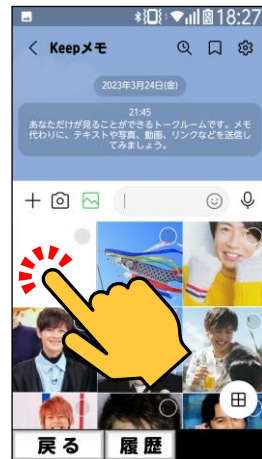 18:27
Keepメモ
2023年3月24日(金)
21:45
あなただけが見ることができるトークルームです。メモ
代わりに、テキストや写真、動画、リンクなどを送信し
てみましょう。
戻る 履歴